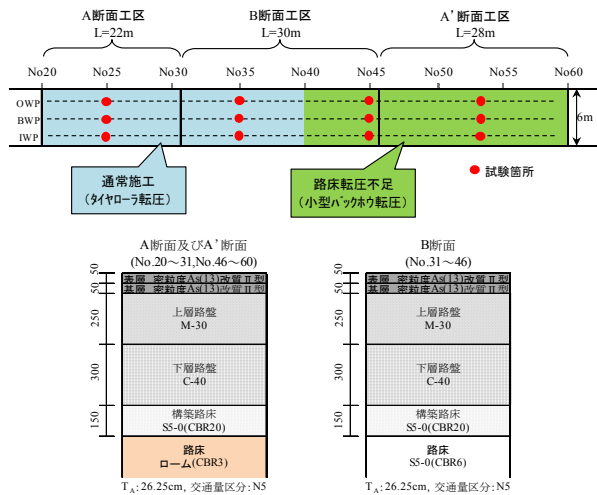 A断面工区
L=22m
B断面工区
L=30m
A’断面工区
L=28m
No20 No25 No30 No35 No40 No45 No50 No55 No60
OWP
BWP
IWP
6m
試験箇所
通常施工
(タイヤローラ転圧)
路床転圧不足
(小型バックホウ転圧)
A断面及びA’断面
(No.20～31,No.46～60)
50 表層 密粒度As(13)改質Ⅱ型
50 基層 密粒度As(13)改質Ⅱ型
250 上層路盤
M-30
300 下層路盤
C-40
150 構築路床
S5-0(CBR20)
路床
ローム(CBR3)
TA:26.25cm, 交通量区分:N5
B断面
(No.31～46)
50 表層 密粒度As(13)改質Ⅱ型
50 基層 密粒度As(13)改質Ⅱ型
250 上層路盤
M-30
300 下層路盤
C-40
150 構築路床
S5-0(CBR20)
路床
S5-0(CBR6)
TA:26.25cm, 交通量区分:N5